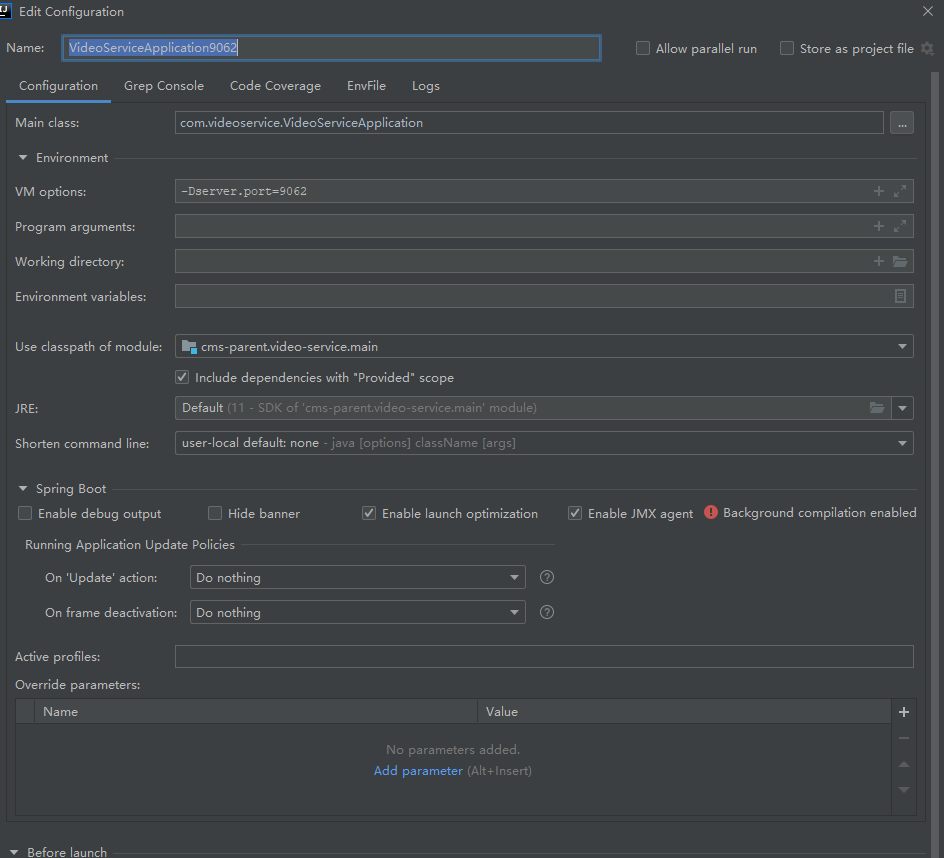 Edit Configuration
Name: VideoServiceApplication9062 Allow parallel run Store as project file
Configuration Grep Console Code Coverage EnvFile Logs
Main class: com.videoservice.VideoServiceApplication ...
Environment
VM options: -Dserver.port=9062
Program arguments:
Working directory:
Environment variables:
Use classpath of module: cms-parent.video-service.main
Include dependencies with "Provided" scope
JRE: Default (11 - SDK of 'cms-parent.video-service.main' module)
Shorten command line: user-local default: none - java [options] className [args]
Spring Boot
Enable debug output Hide banner Enable launch optimization Enable JMX agent Background compilation enabled
Running Application Update Policies
On 'Update' action: Do nothing
On frame deactivation: Do nothing
Active profiles:
Override parameters:
Name Value
No parameters added.
Add parameter (Alt+Insert)
Before launch